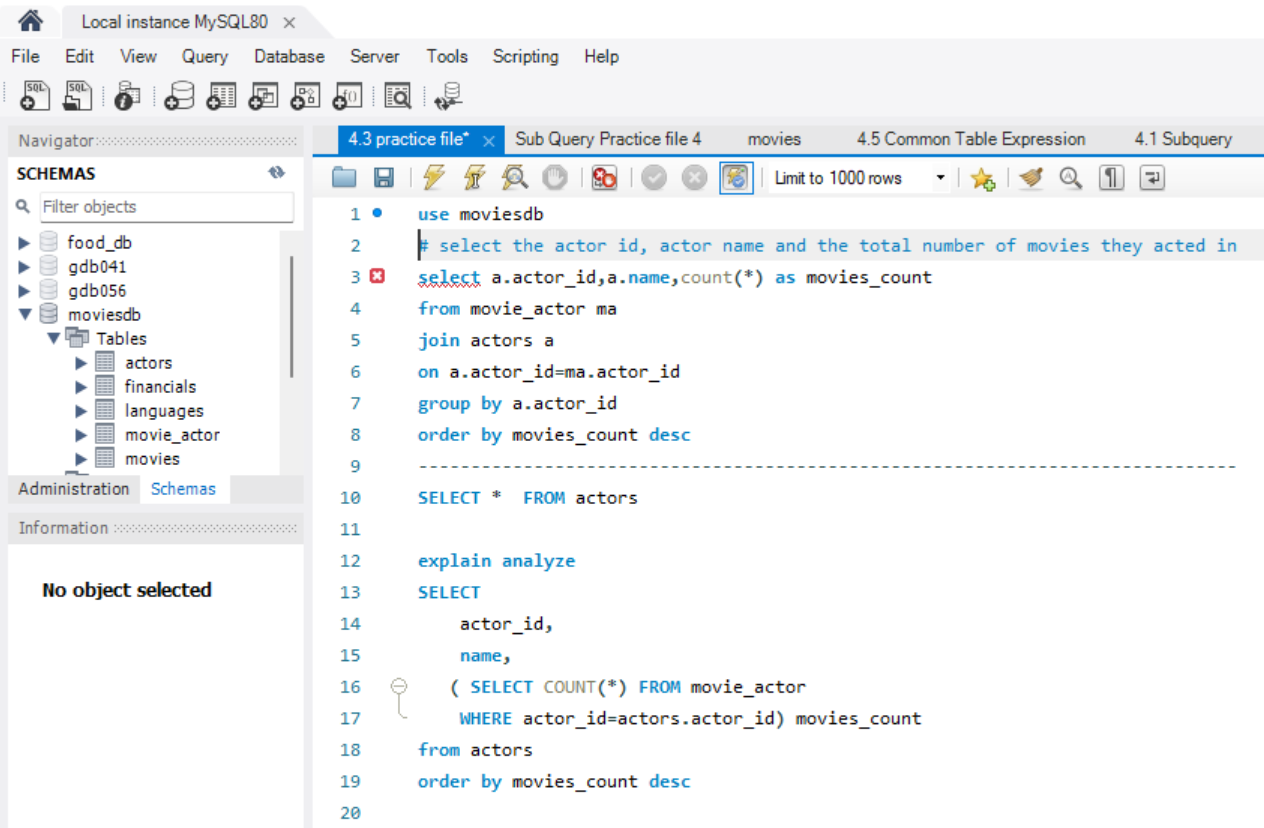 Local instance MySQL80 ×
File Edit View Query Database Server Tools Scripting Help
Navigator
SCHEMAS
Filter objects
food_db
gdb041
gdb056
moviesdb
Tables
actors
financials
languages
movie_actor
movies
Administration Schemas
Information
No object selected
4.3 practice file* × Sub Query Practice file 4 movies 4.5 Common Table Expression 4.1 Subquery
Limit to 1000 rows
1 use moviesdb
2 # select the actor id, actor name and the total number of movies they acted in
3 select a.actor_id,a.name,count(*) as movies_count
4 from movie_actor ma
5 join actors a
6 on a.actor_id=ma.actor_id
7 group by a.actor_id
8 order by movies_count desc
9 ------------------------------------------------------------------------------
10 SELECT *  FROM actors
11
12 explain analyze
13 SELECT
14 actor_id,
15 name,
16 ( SELECT COUNT(*) FROM movie_actor
17 WHERE actor_id=actors.actor_id) movies_count
18 from actors
19 order by movies_count desc
20